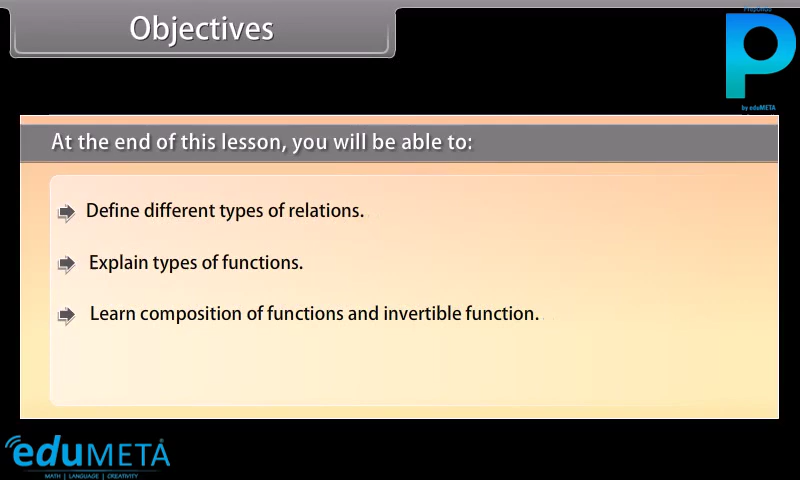 Objectives
by eduMETA
At the end of this lesson, you will be able to:
Define different types of relations.
Explain types of functions.
Learn composition of functions and invertible function.
eduMETA
MATH | LANGUAGE | CREATIVITY